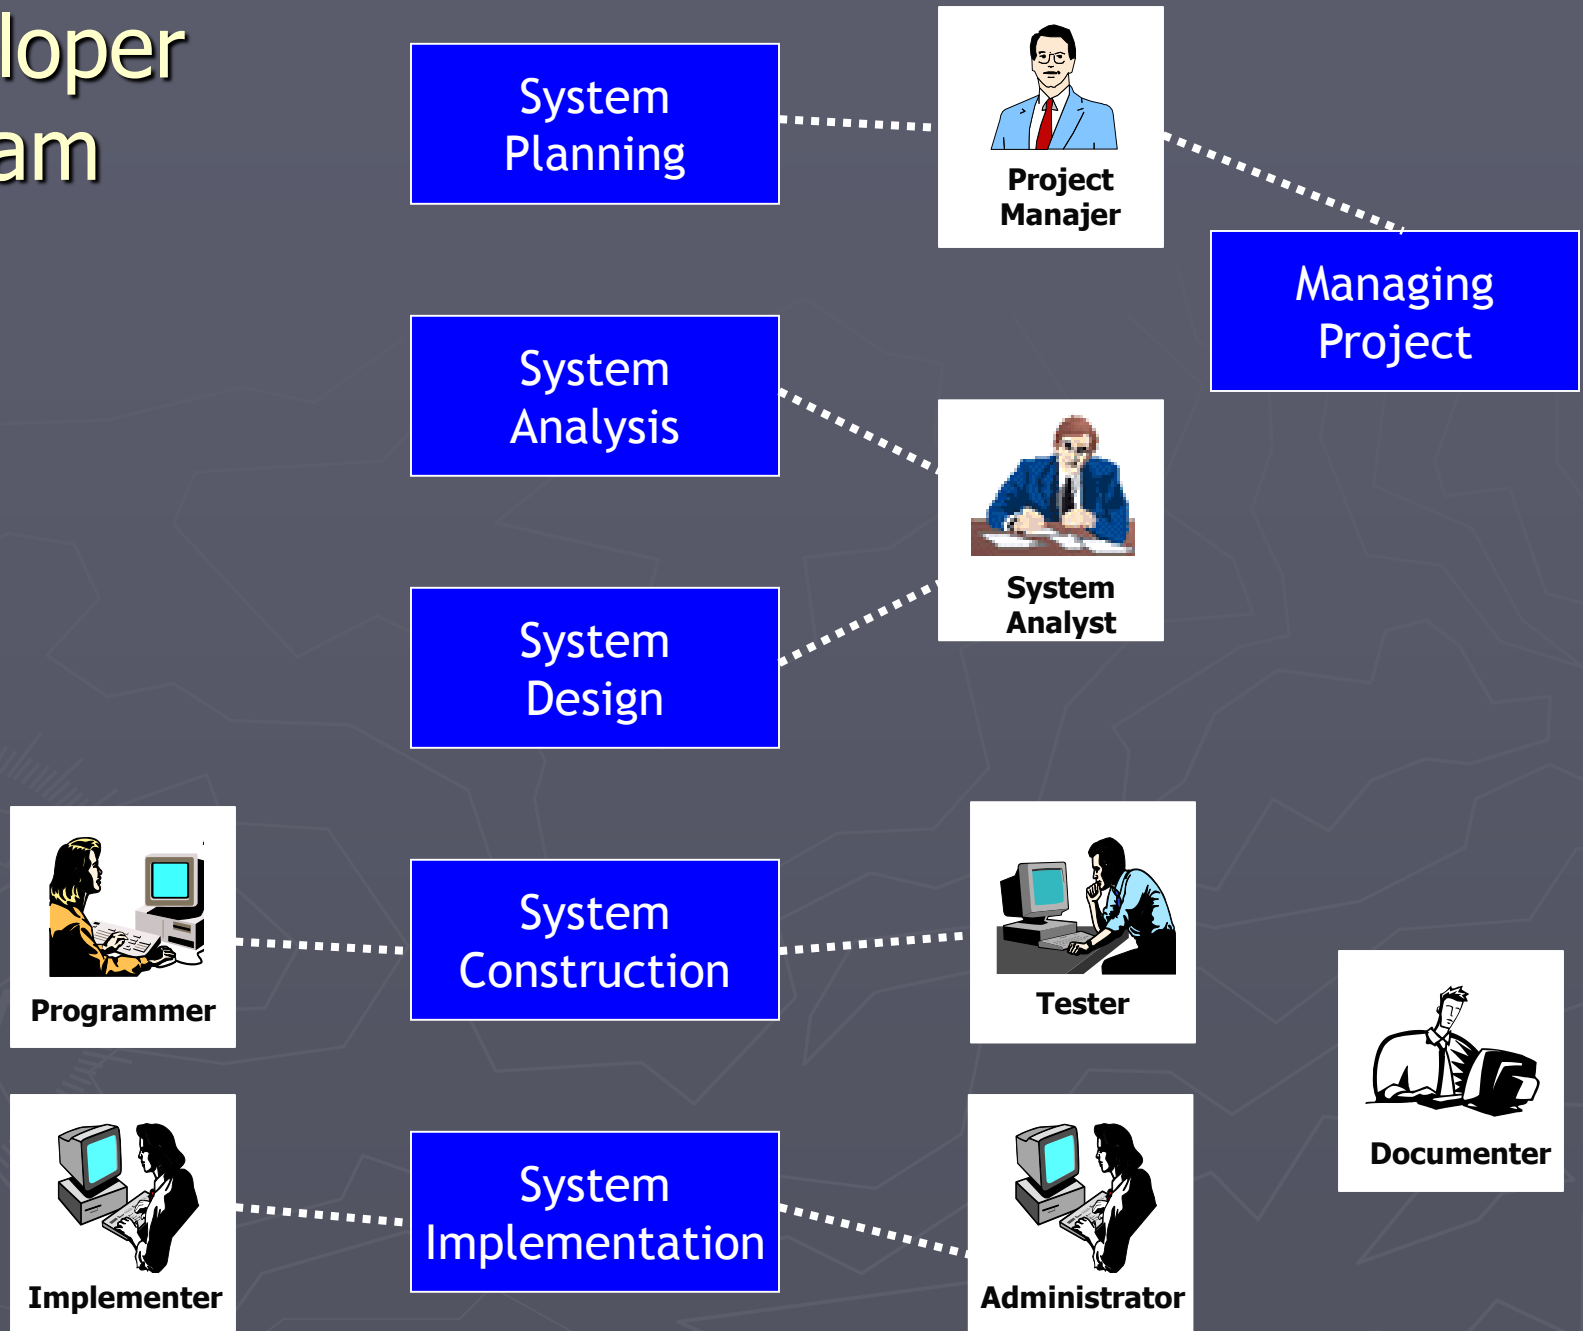 loper
am
System
Planning
Project
Manajer
Managing
Project
System
Analysis
System
Analyst
System
Design
Programmer
System
Construction
Tester
Documenter
Implementer
System
Implementation
Administrator